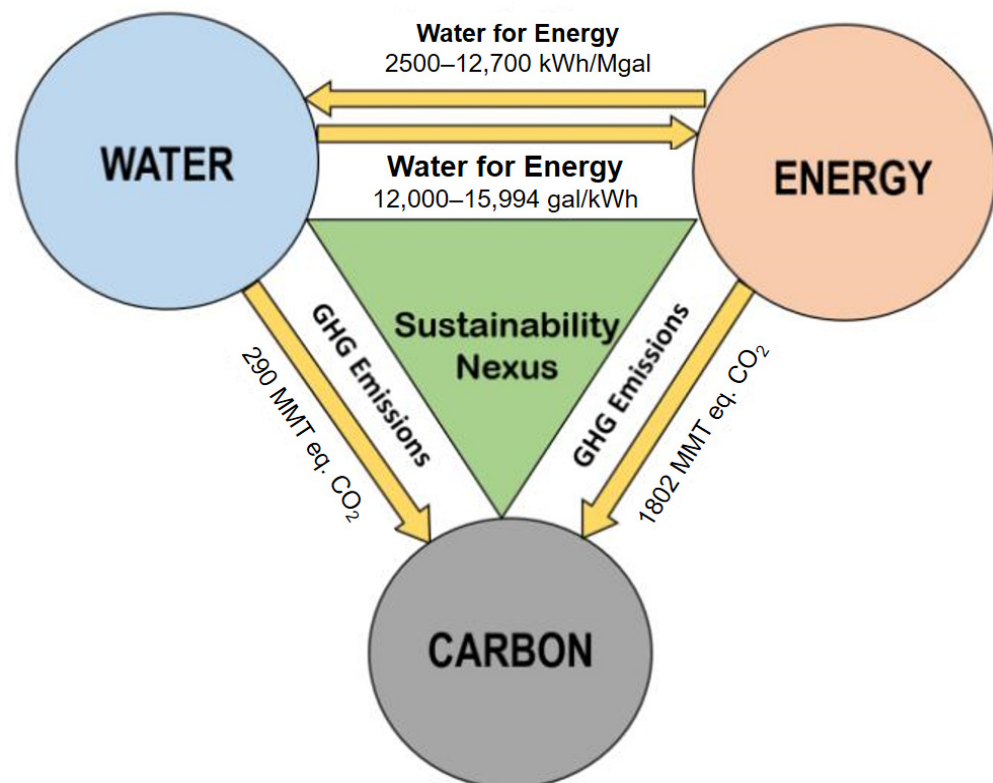 Water for Energy
2500–12,700 kWh/Mgal
WATER
ENERGY
Water for Energy
12,000–15,994 gal/kWh
Sustainability
Nexus
GHG Emissions
290 MMT eq. CO₂
GHG Emissions
1802 MMT eq. CO₂
CARBON